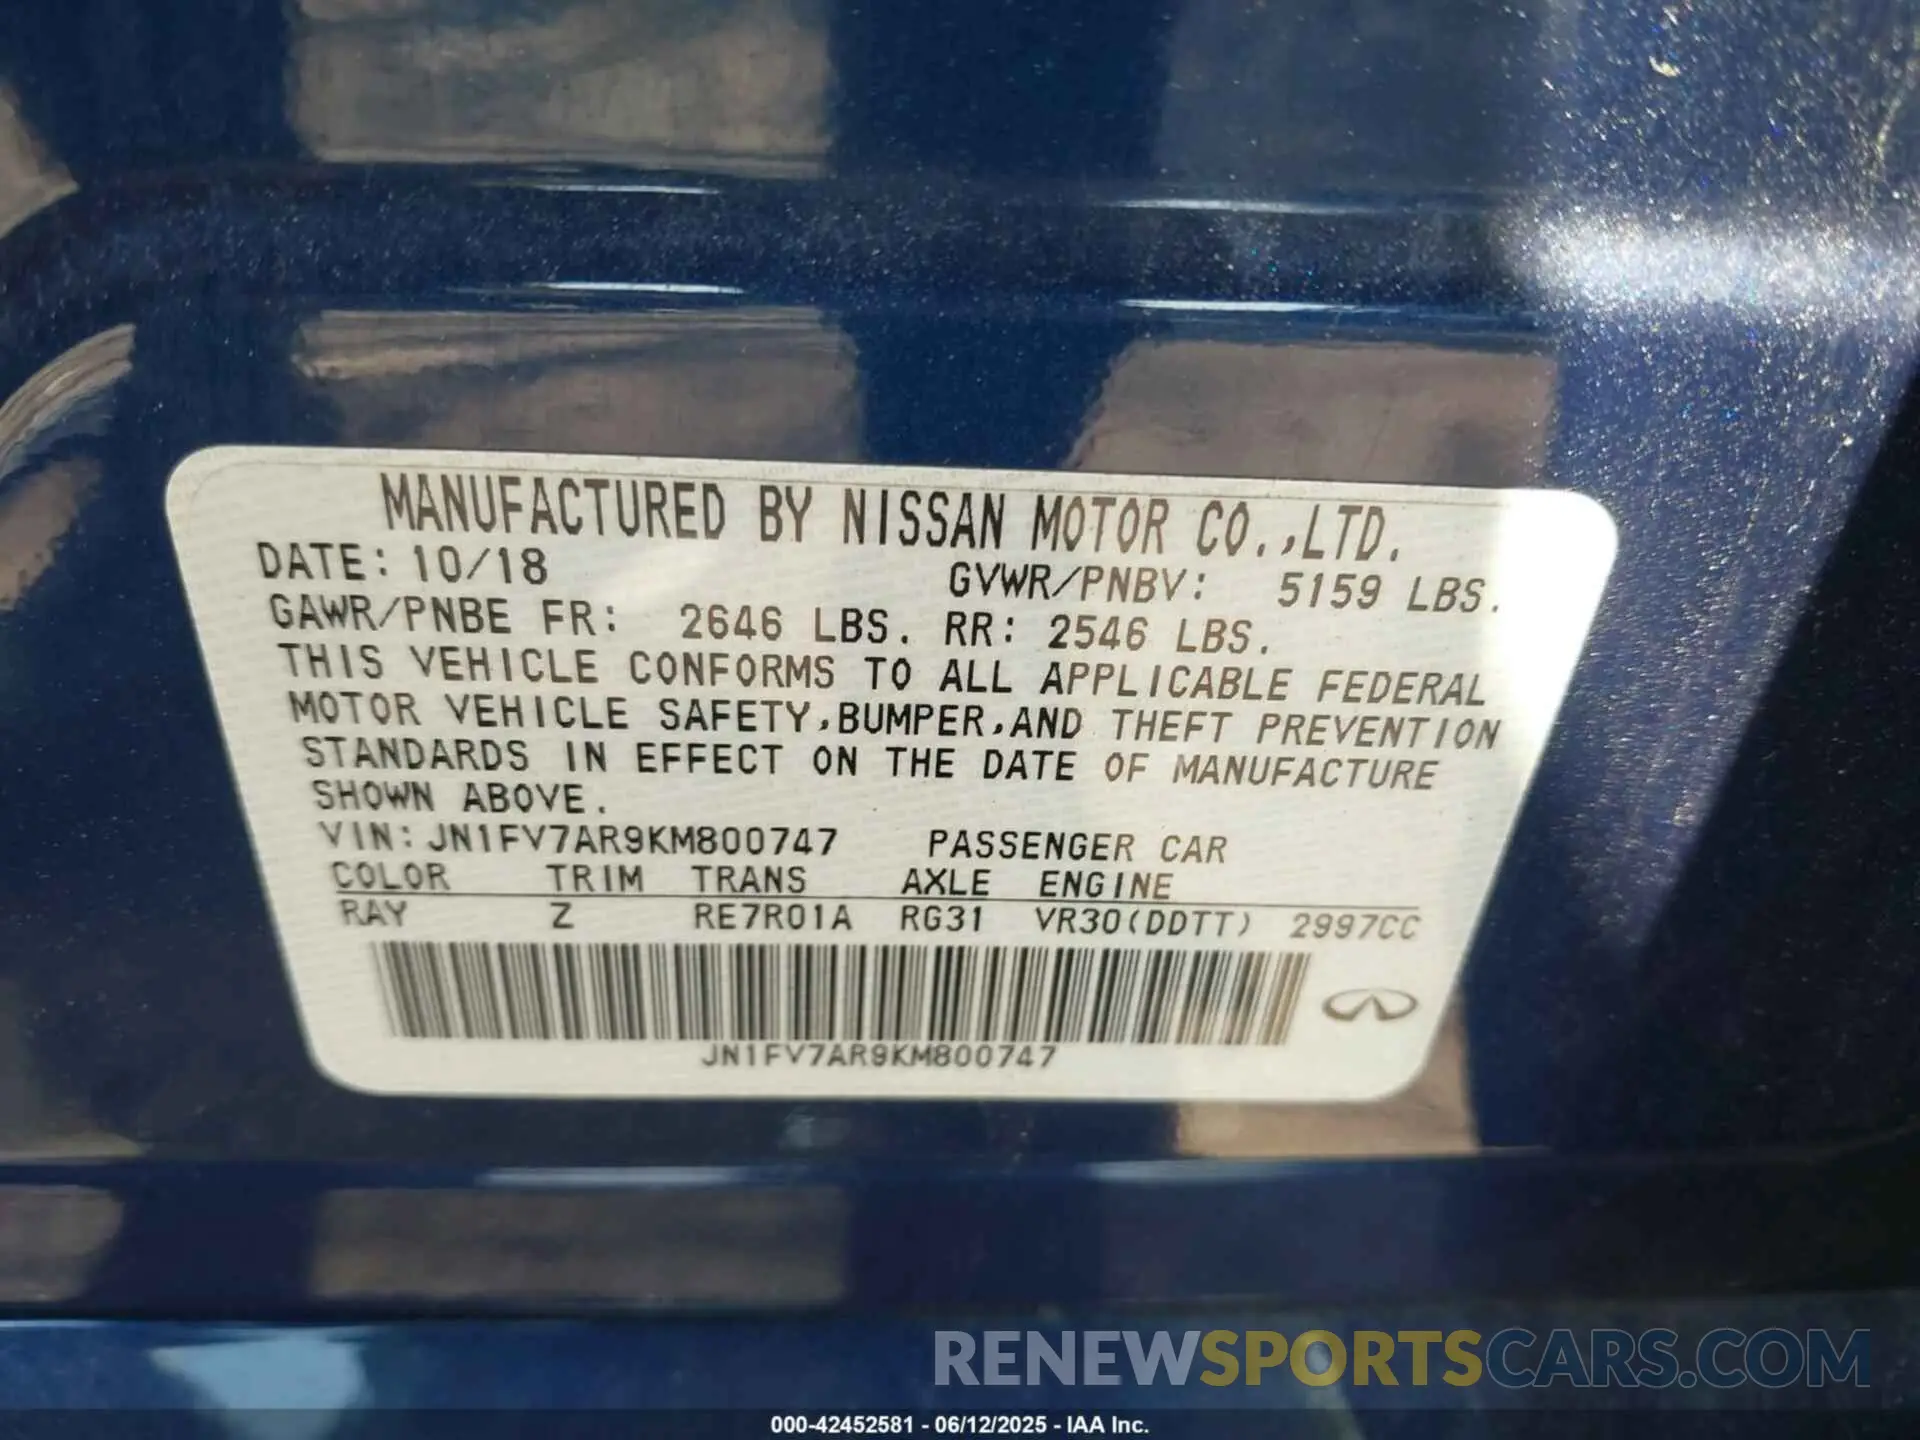 MANUFACTURED BY NISSAN MOTOR CO.,LTD.
DATE: 10/18 GVWR/PNBV: 5159 LBS.
GAWR/PNBE FR: 2646 LBS. RR: 2546 LBS.
THIS VEHICLE CONFORMS TO ALL APPLICABLE FEDERAL
MOTOR VEHICLE SAFETY,BUMPER,AND THEFT PREVENTION
STANDARDS IN EFFECT ON THE DATE OF MANUFACTURE
SHOWN ABOVE.
VIN: JN1FV7AR9KM800747 PASSENGER CAR
COLOR TRIM TRANS AXLE ENGINE
RAY Z RE7R01A RG31 VR30(DDTT) 2997CC
JN1FV7AR9KM800747
RENEWSPORTSCARS.COM
000-42452581 - 06/12/2025 - IAA Inc.